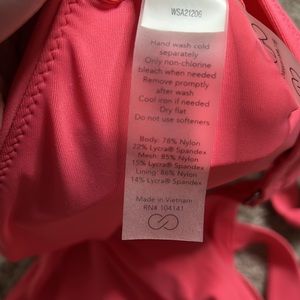 WSA21206
Hand wash cold
separately
Only non-chlorine
bleach when needed
Remove promptly
after wash
Cool iron if needed
Dry flat
Do not use softeners
Body: 78% Nylon
22% Lycra® Spandex
Mesh: 85% Nylon
15% Lycra® Spandex
Lining: 86% Nylon
14% Lycra® Spandex
Made in Vietnam
RN# 104141